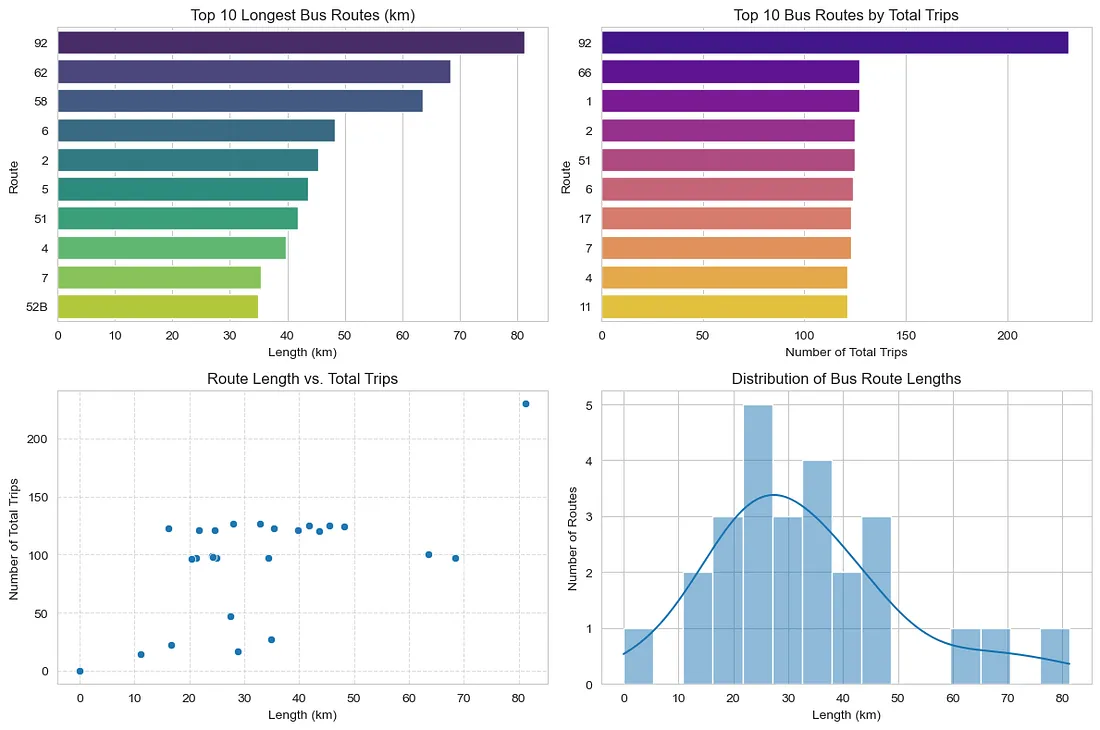 Top 10 Longest Bus Routes (km)
Route
92
62
58
6
2
5
51
4
7
52B
0 10 20 30 40 50 60 70 80
Length (km)
Top 10 Bus Routes by Total Trips
Route
92
66
1
2
51
6
17
7
4
11
0 50 100 150 200
Number of Total Trips
Route Length vs. Total Trips
Number of Total Trips
200
150
100
50
0
0 10 20 30 40 50 60 70 80
Length (km)
Distribution of Bus Route Lengths
Number of Routes
5
4
3
2
1
0
0 10 20 30 40 50 60 70 80
Length (km)